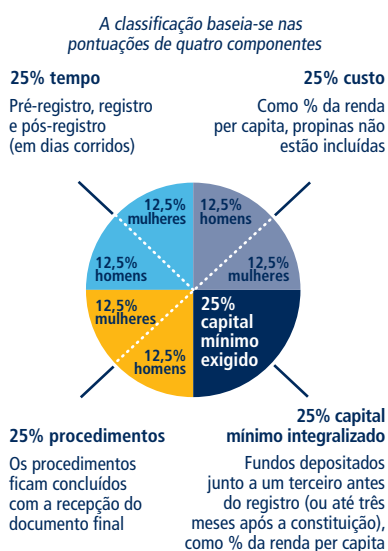 A classificação baseia-se nas
pontuações de quatro componentes
25% tempo
Pré-registro, registro
e pós-registro
(em dias corridos)
25% custo
Como % da renda
per capita, propinas não
estão incluídas
12,5%
mulheres
12,5%
homens
12,5%
homens
12,5%
mulheres
12,5%
mulheres
12,5%
homens
25%
capital
mínimo
exigido
25% procedimentos
Os procedimentos
ficam concluídos
com a recepção do
documento final
25% capital
mínimo integralizado
Fundos depositados
junto a um terceiro antes
do registro (ou até três
meses após a constituição),
como % da renda per capita